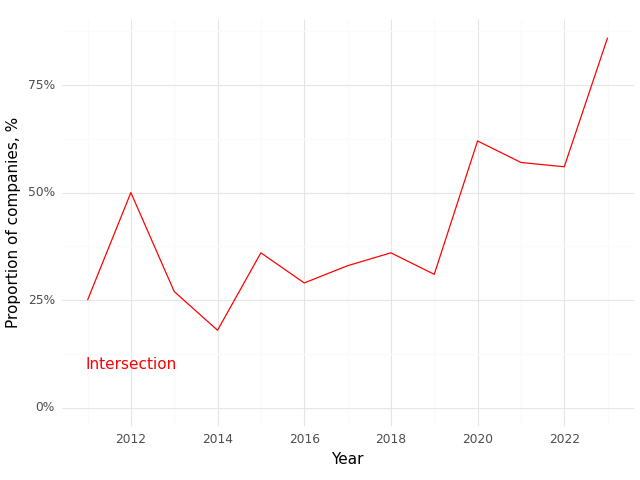 75%
50%
25%
0%
Proportion of companies, %
Intersection
2012 2014 2016 2018 2020 2022
Year